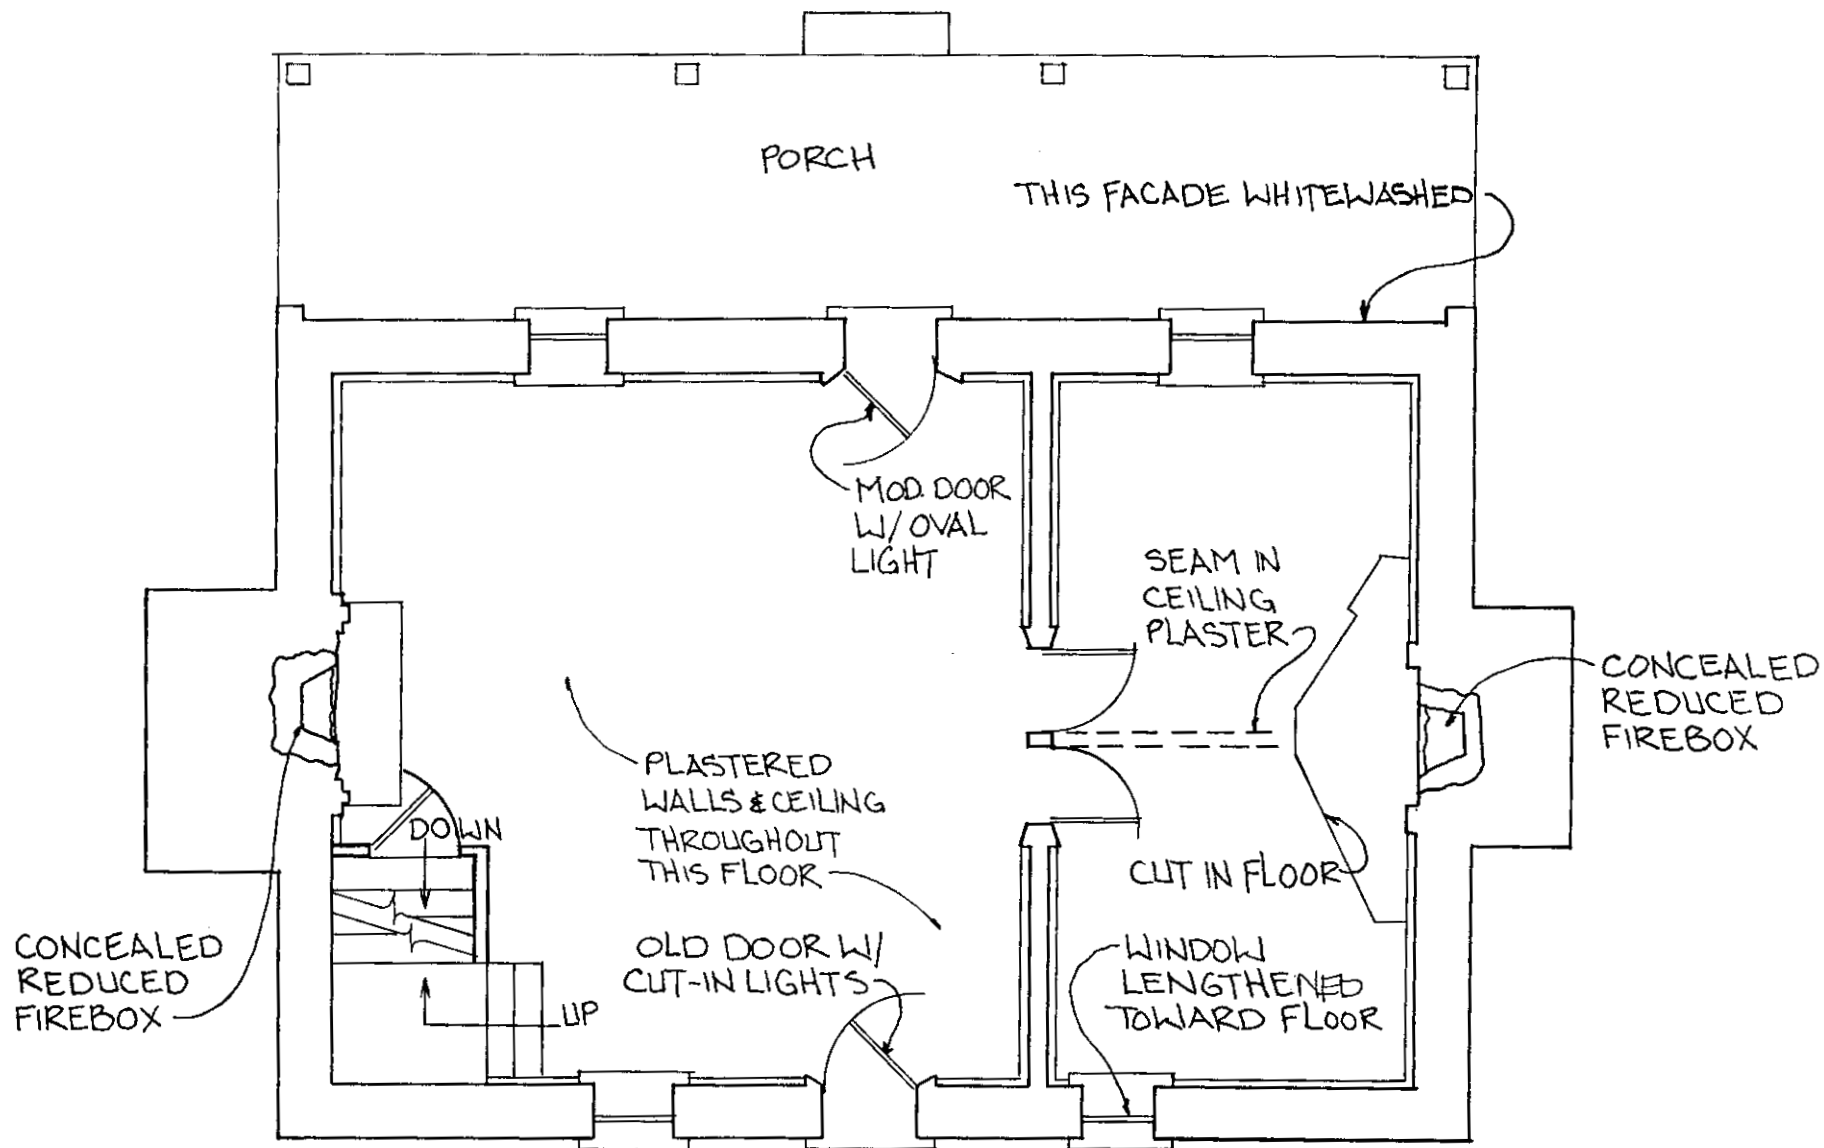 PORCH
THIS FACADE WHITEWASHED
MOD. DOOR
W/ OVAL
LIGHT
SEAM IN
CEILING
PLASTER
CONCEALED
REDUCED
FIREBOX
PLASTERED
WALLS & CEILING
THROUGHOUT
THIS FLOOR
DOWN
CUT IN FLOOR
CONCEALED
REDUCED
FIREBOX
OLD DOOR W/
CUT-IN LIGHTS
UP
WINDOW
LENGTHENED
TOWARD FLOOR